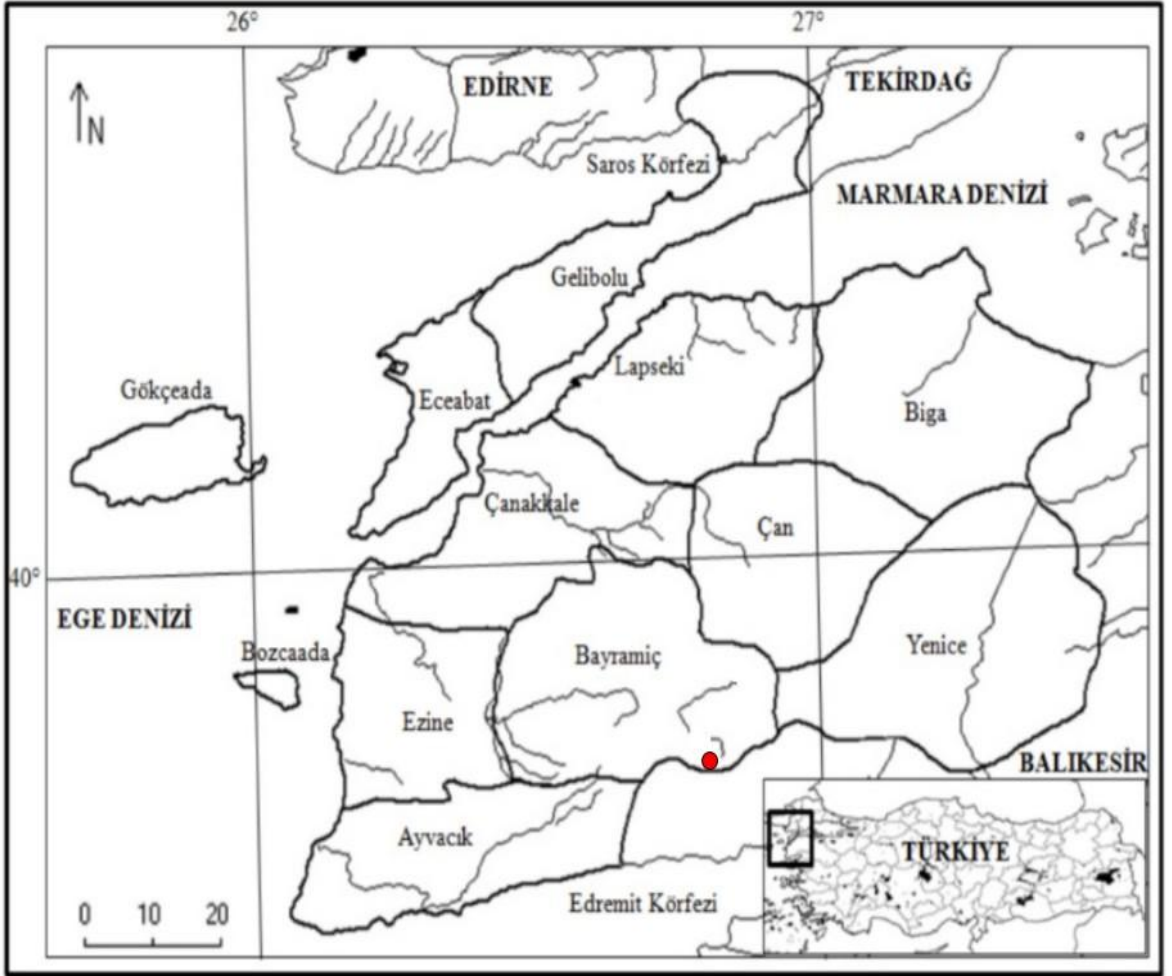 26°
27°
EDİRNE
TEKİRDAĞ
N
Saros Körfezi
MARMARA DENİZİ
Gelibolu
Lapseki
Gökçeada
Eceabat
Biga
Çanakkale
Çan
40°
EGE DENİZİ
Bozcaada
Bayramiç
Yenice
Ezine
BALIKESİR
Ayvacık
TÜRKİYE
Edremit Körfezi
0 10 20